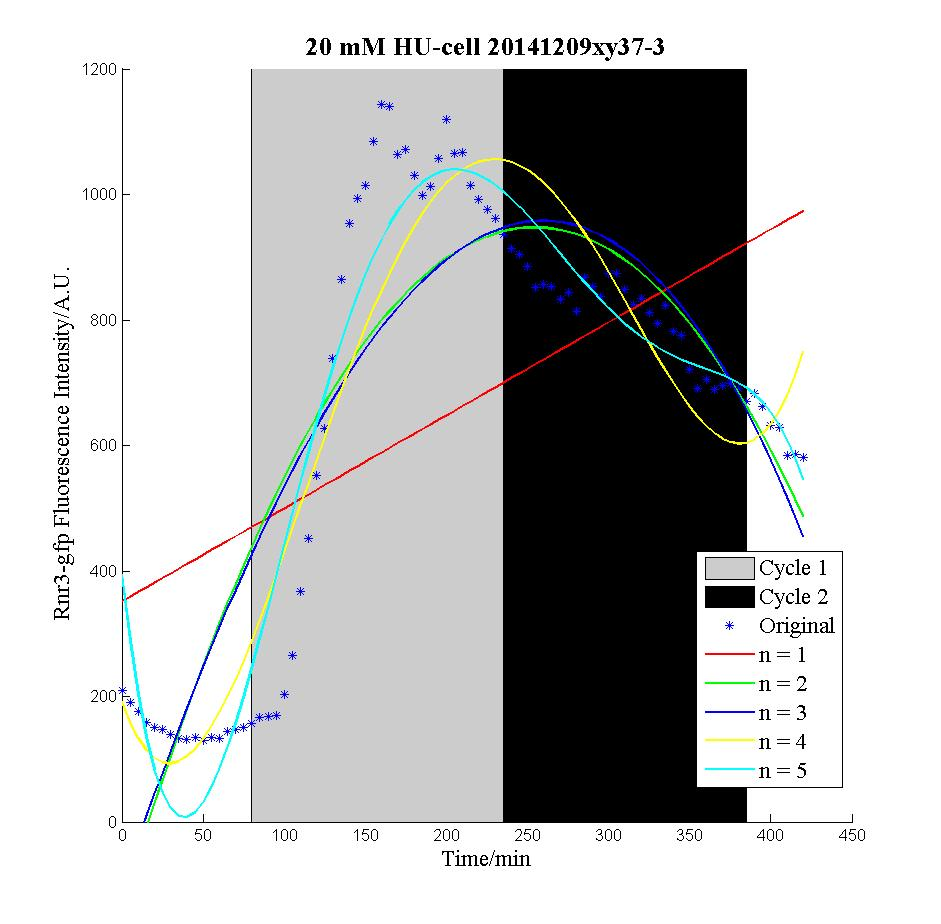 20 mM HU-cell 20141209xy37-3
1200
1000
800
600
400
200
0
Rnr3-gfp Fluorescence Intensity/A.U.
Cycle 1
Cycle 2
Original
n = 1
n = 2
n = 3
n = 4
n = 5
0 50 100 150 200 250 300 350 400 450
Time/min